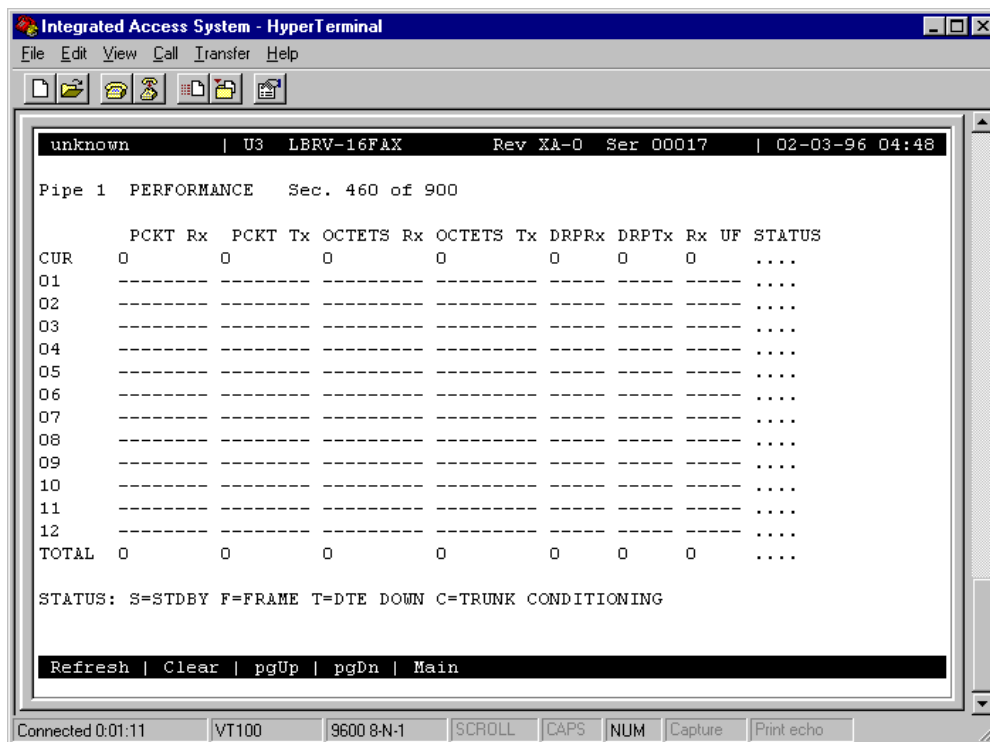 Integrated Access System - HyperTerminal
File Edit View Call Transfer Help
unknown | U3 LBRV-16FAX Rev XA-0 Ser 00017 | 02-03-96 04:48
Pipe 1 PERFORMANCE Sec. 460 of 900
PCKT Rx PCKT Tx OCTETS Rx OCTETS Tx DRPRx DRPTx Rx UF STATUS
CUR 0 0 0 0 0 0 0 ....
01 -------- -------- --------- --------- ----- ----- ----- ....
02 -------- -------- --------- --------- ----- ----- ----- ....
03 -------- -------- --------- --------- ----- ----- ----- ....
04 -------- -------- --------- --------- ----- ----- ----- ....
05 -------- -------- --------- --------- ----- ----- ----- ....
06 -------- -------- --------- --------- ----- ----- ----- ....
07 -------- -------- --------- --------- ----- ----- ----- ....
08 -------- -------- --------- --------- ----- ----- ----- ....
09 -------- -------- --------- --------- ----- ----- ----- ....
10 -------- -------- --------- --------- ----- ----- ----- ....
11 -------- -------- --------- --------- ----- ----- ----- ....
12 -------- -------- --------- --------- ----- ----- ----- ....
TOTAL 0 0 0 0 0 0 0 ....
STATUS: S=STDBY F=FRAME T=DTE DOWN C=TRUNK CONDITIONING
Refresh | Clear | pgUp | pgDn | Main
Connected 0:01:11 VT100 9600 8-N-1 SCROLL CAPS NUM Capture Print echo